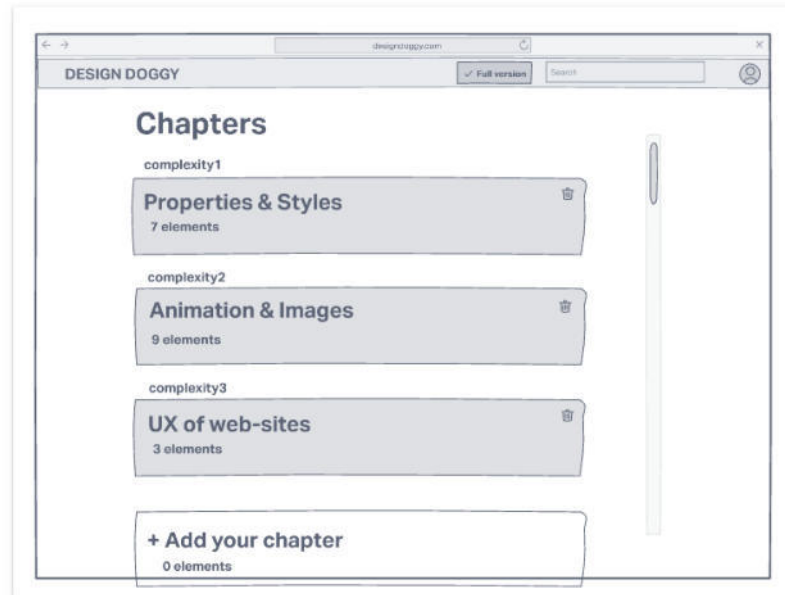 designdoggy.com
DESIGN DOGGY
✓ Full version
Search
Chapters
complexity1
Properties & Styles
7 elements
complexity2
Animation & Images
9 elements
complexity3
UX of web-sites
3 elements
+ Add your chapter
0 elements